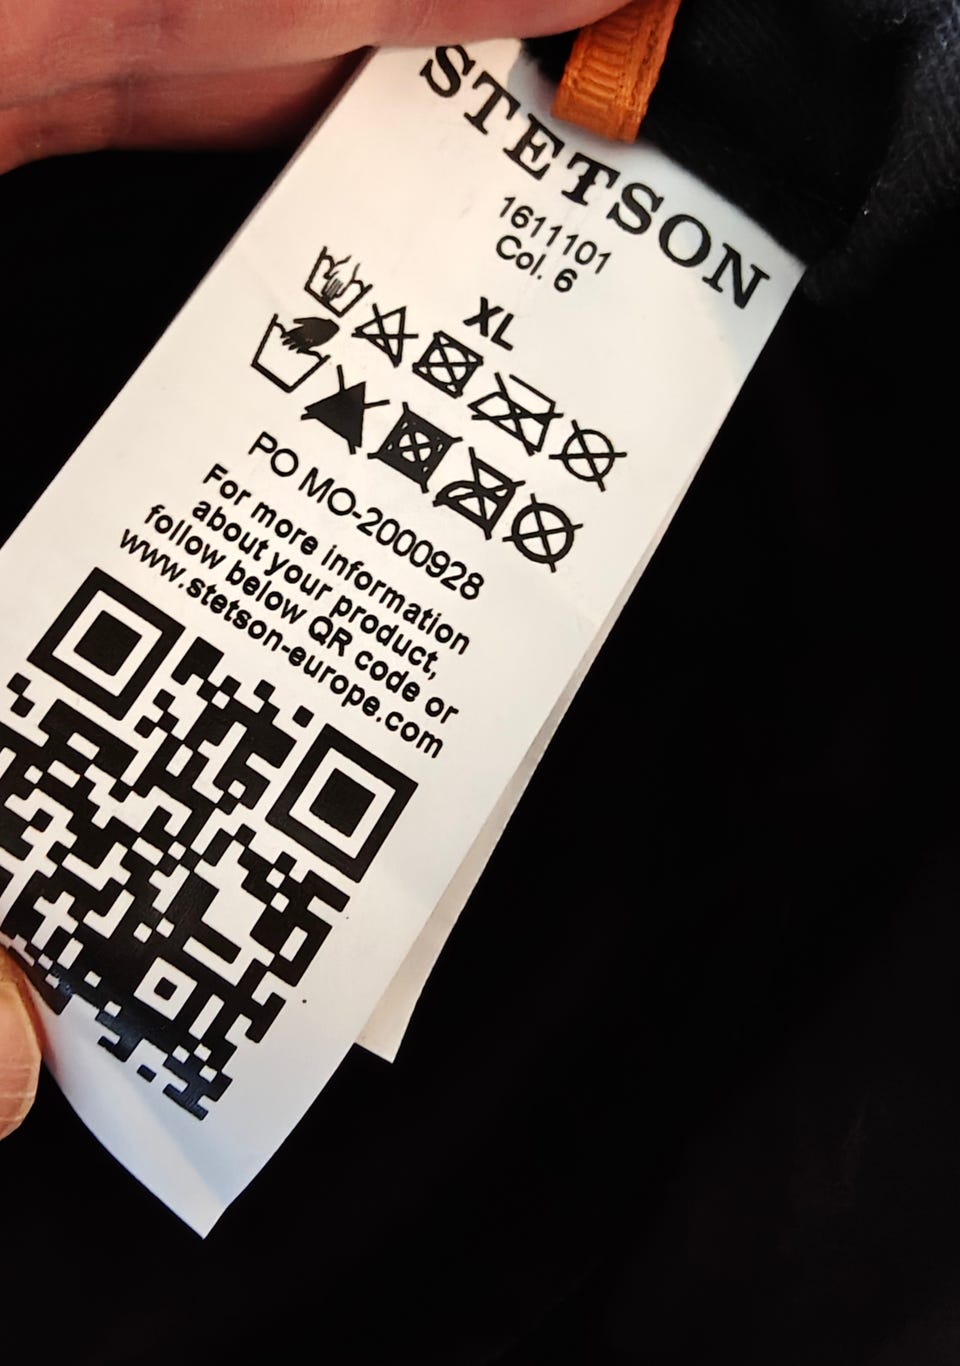 STETSON
1611101
Col. 6
XL
PO MO-2000928
For more information
about your product,
follow below QR code or
www.stetson-europe.com